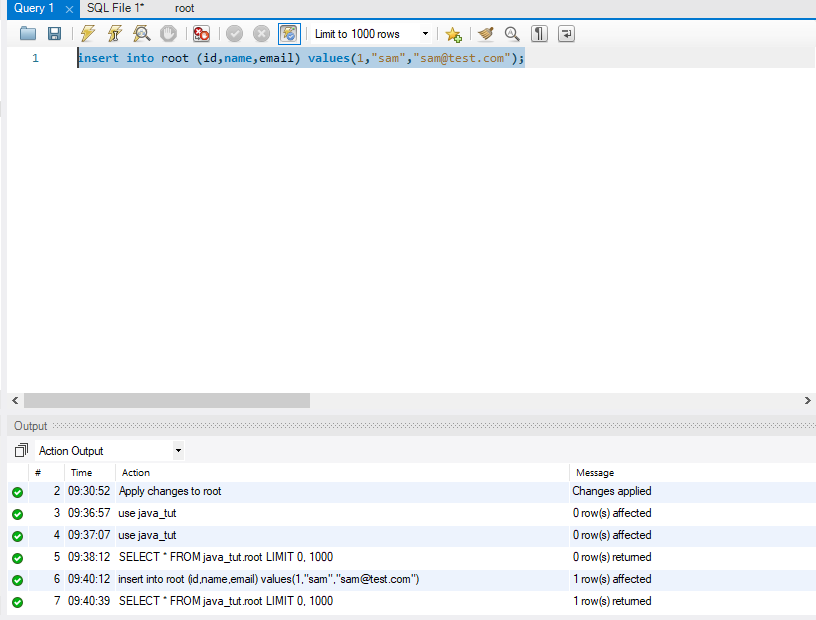 Query 1 SQL File 1* root
Limit to 1000 rows
1 insert into root (id,name,email) values(1,"sam","sam@test.com");
Output
Action Output
# Time Action Message
2 09:30:52 Apply changes to root Changes applied
3 09:36:57 use java_tut 0 row(s) affected
4 09:37:07 use java_tut 0 row(s) affected
5 09:38:12 SELECT * FROM java_tut.root LIMIT 0, 1000 0 row(s) returned
6 09:40:12 insert into root (id,name,email) values(1,"sam","sam@test.com") 1 row(s) affected
7 09:40:39 SELECT * FROM java_tut.root LIMIT 0, 1000 1 row(s) returned